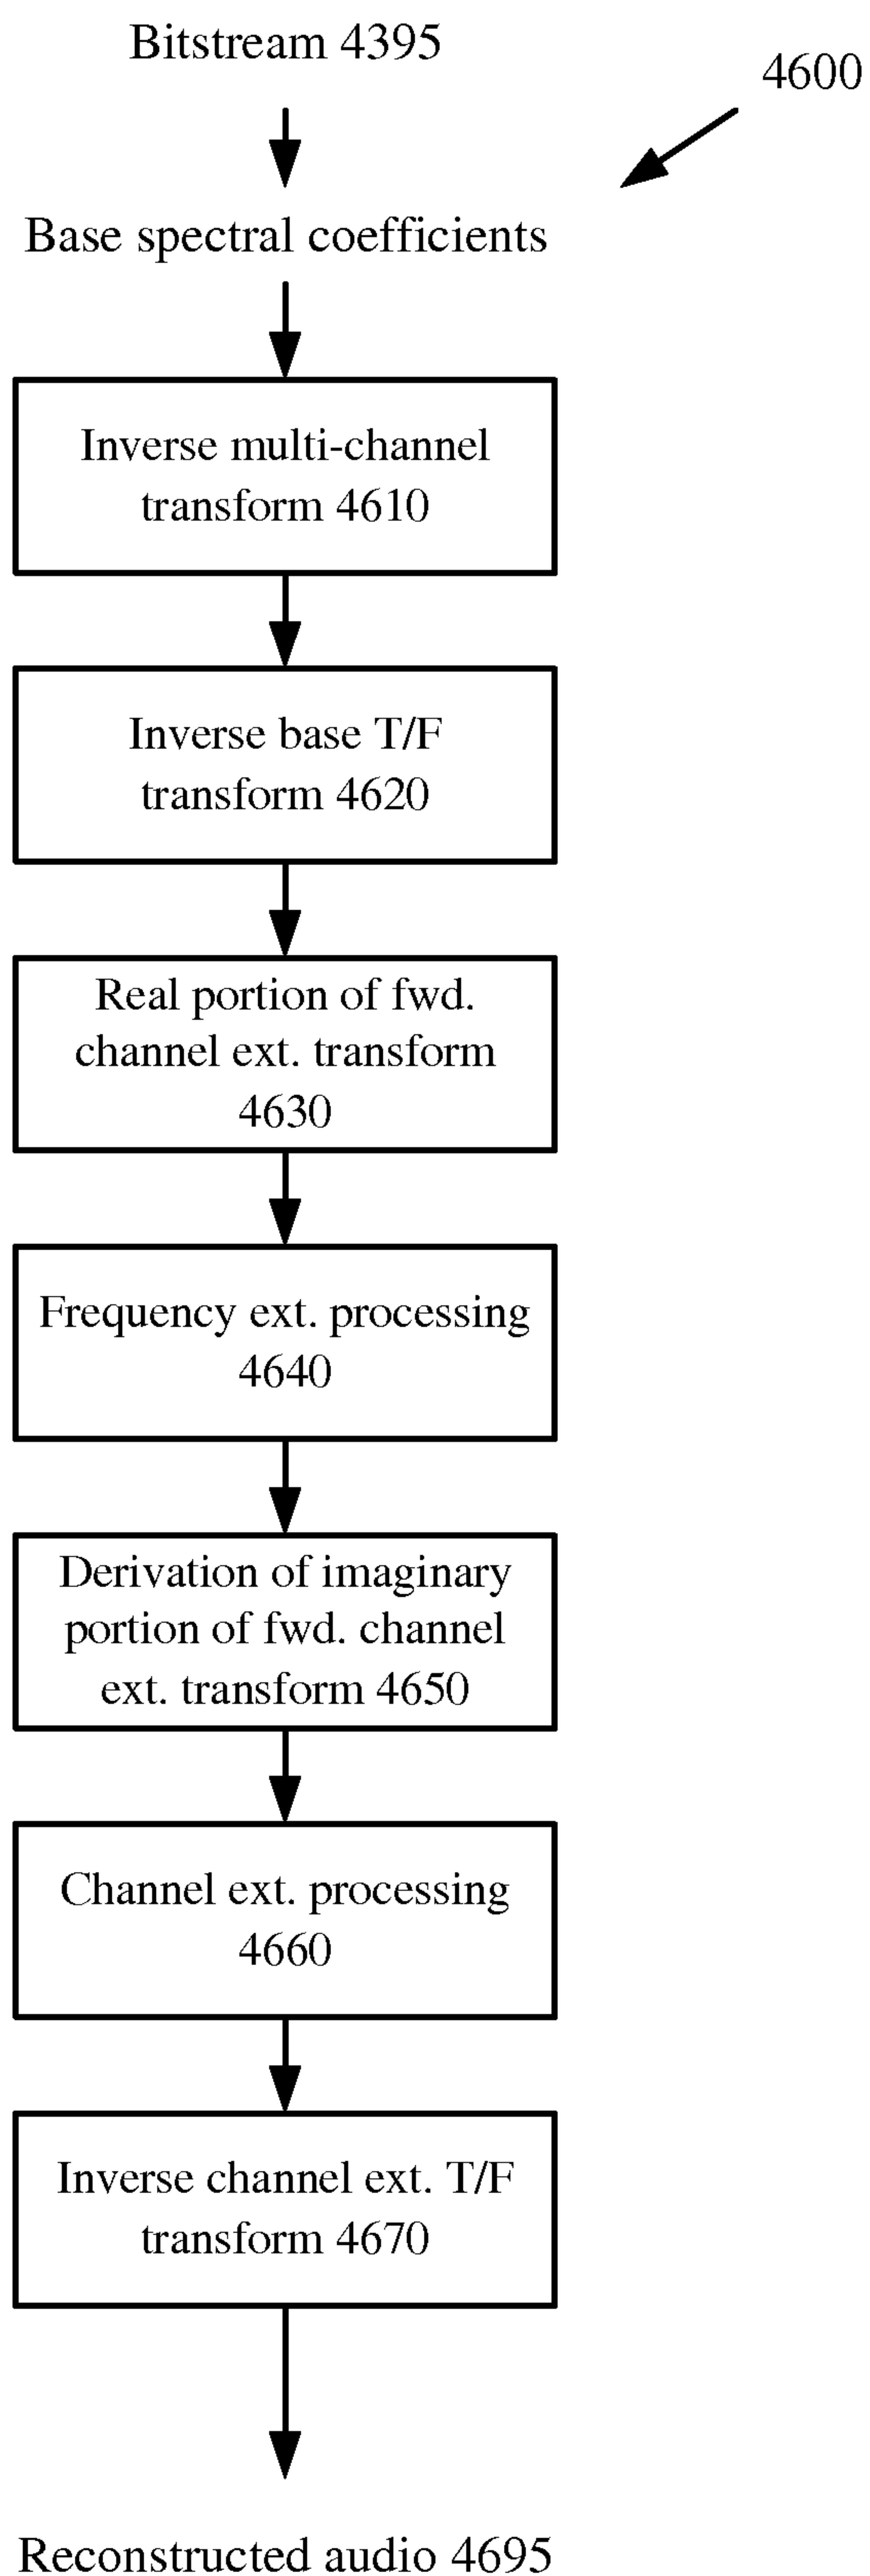 Bitstream 4395
4600
Base spectral coefficients
Inverse multi-channel
transform 4610
Inverse base T/F
transform 4620
Real portion of fwd.
channel ext. transform
4630
Frequency ext. processing
4640
Derivation of imaginary
portion of fwd. channel
ext. transform 4650
Channel ext. processing
4660
Inverse channel ext. T/F
transform 4670
Reconstructed audio 4695